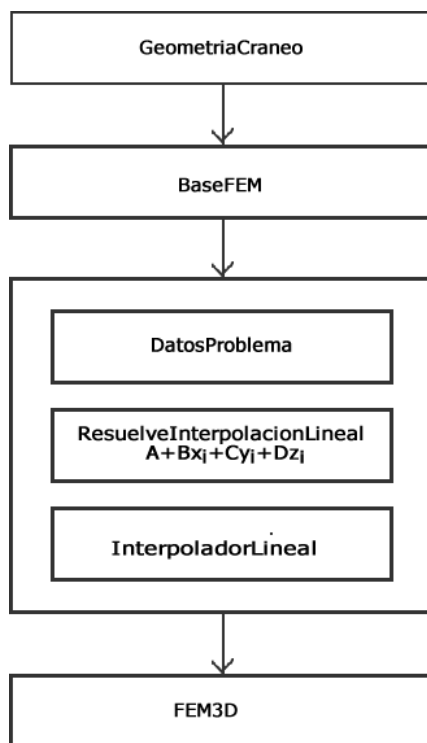 GeometriaCraneo
BaseFEM
DatosProblema
ResuelveInterpolacionLineal
A+Bxᵢ+Cyᵢ+Dzᵢ
InterpoladorLineal
FEM3D